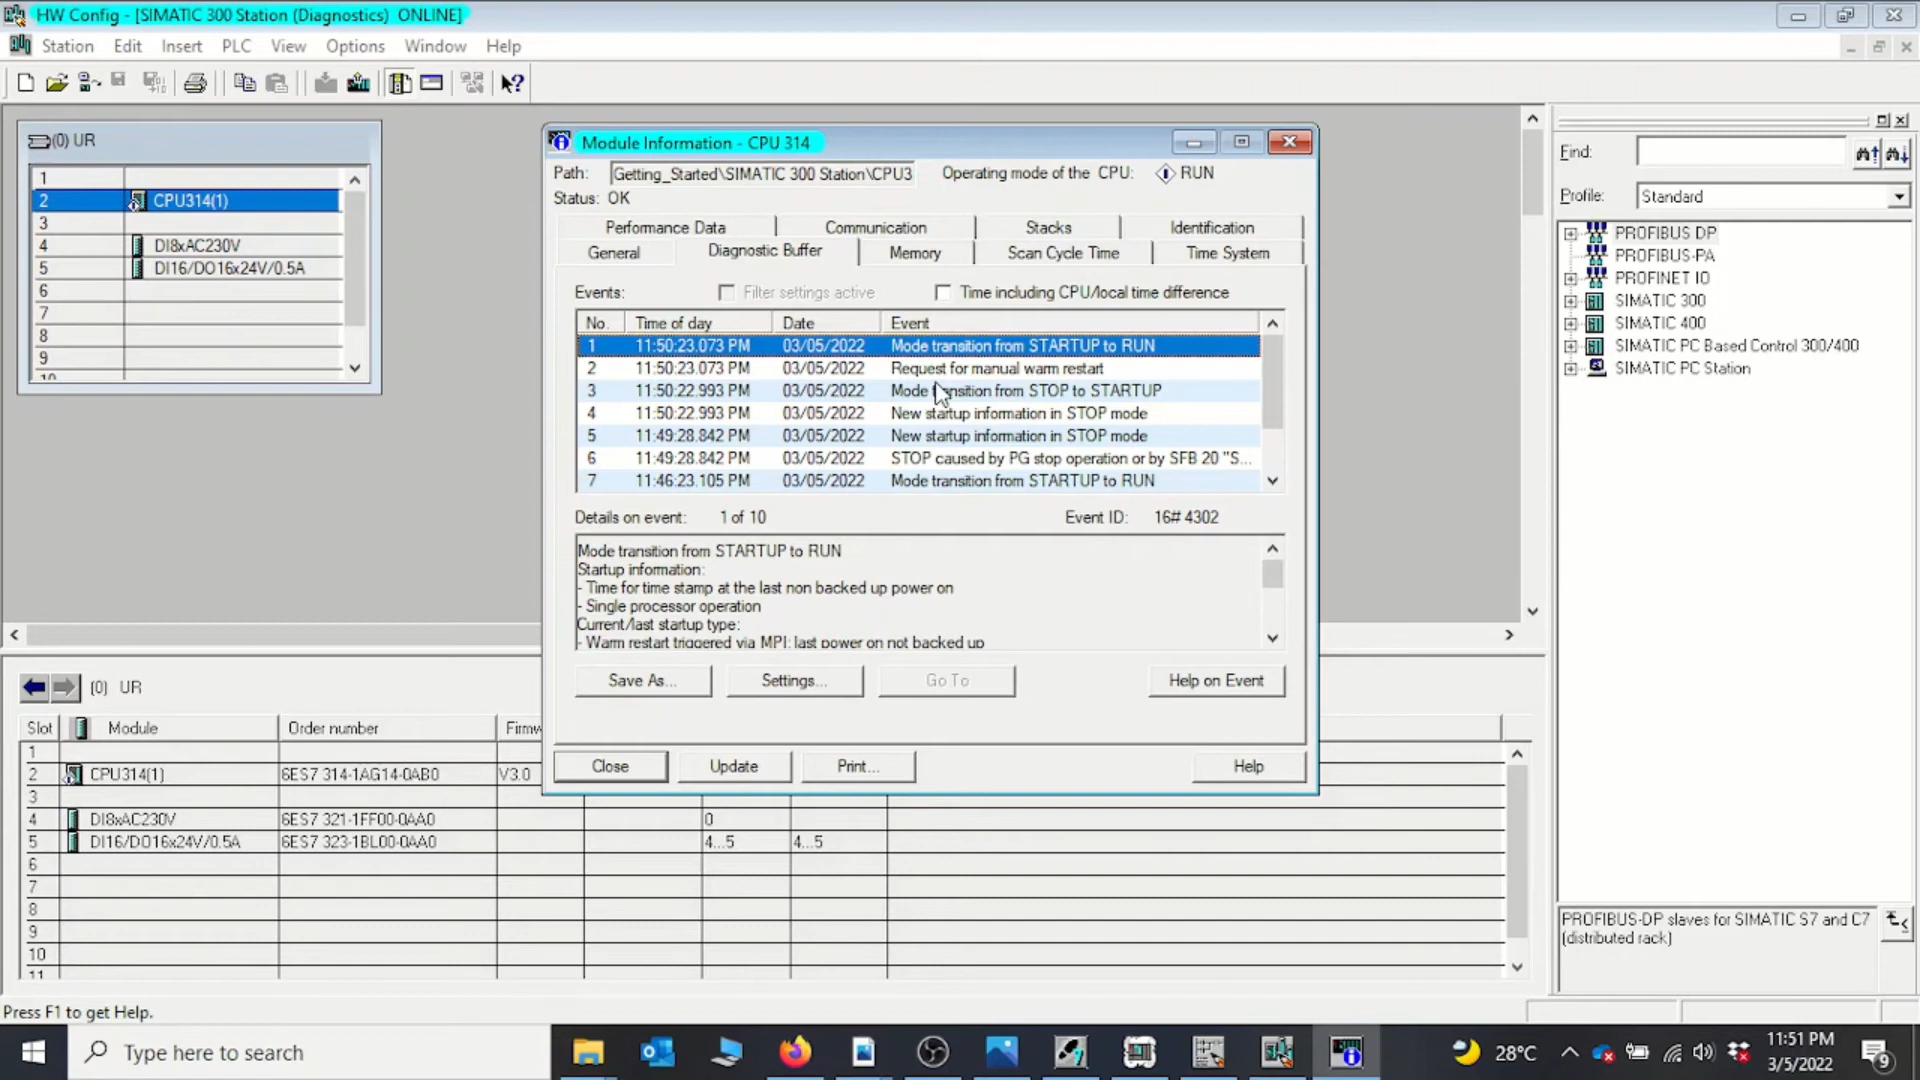 HW Config - [SIMATIC 300 Station (Diagnostics) ONLINE]
Station Edit Insert PLC View Options Window Help
(0) UR
1
2 CPU314(1)
3
4 DI8xAC230V
5 DI16/DO16x24V/0.5A
6
7
8
9
10
Module Information - CPU 314
Path: Getting_Started\SIMATIC 300 Station\CPU3 Operating mode of the CPU: RUN
Status: OK
Performance Data Communication Stacks Identification
General Diagnostic Buffer Memory Scan Cycle Time Time System
Events: Filter settings active Time including CPU/local time difference
No. Time of day Date Event
1 11:50:23.073 PM 03/05/2022 Mode transition from STARTUP to RUN
2 11:50:23.073 PM 03/05/2022 Request for manual warm restart
3 11:50:22.993 PM 03/05/2022 Mode transition from STOP to STARTUP
4 11:50:22.993 PM 03/05/2022 New startup information in STOP mode
5 11:49:28.842 PM 03/05/2022 New startup information in STOP mode
6 11:49:28.842 PM 03/05/2022 STOP caused by PG stop operation or by SFB 20 "S...
7 11:46:23.105 PM 03/05/2022 Mode transition from STARTUP to RUN
Details on event: 1 of 10 Event ID: 16# 4302
Mode transition from STARTUP to RUN
Startup information:
- Time for time stamp at the last non backed up power on
- Single processor operation
Current/last startup type:
- Warm restart triggered via MPI; last power on not backed up
Save As... Settings... Go To Help on Event
Close Update Print... Help
Find:
Profile: Standard
PROFIBUS DP
PROFIBUS-PA
PROFINET IO
SIMATIC 300
SIMATIC 400
SIMATIC PC Based Control 300/400
SIMATIC PC Station
PROFIBUS-DP slaves for SIMATIC S7 and C7
(distributed rack)
(0) UR
Slot Module Order number Firmw
1
2 CPU314(1) 6ES7 314-1AG14-0AB0 V3.0
3
4 DI8xAC230V 6ES7 321-1FF00-0AA0 0
5 DI16/DO16x24V/0.5A 6ES7 323-1BL00-0AA0 4...5 4...5
6
7
8
9
10
11
Press F1 to get Help.
Type here to search
28°C
11:51 PM
3/5/2022
9